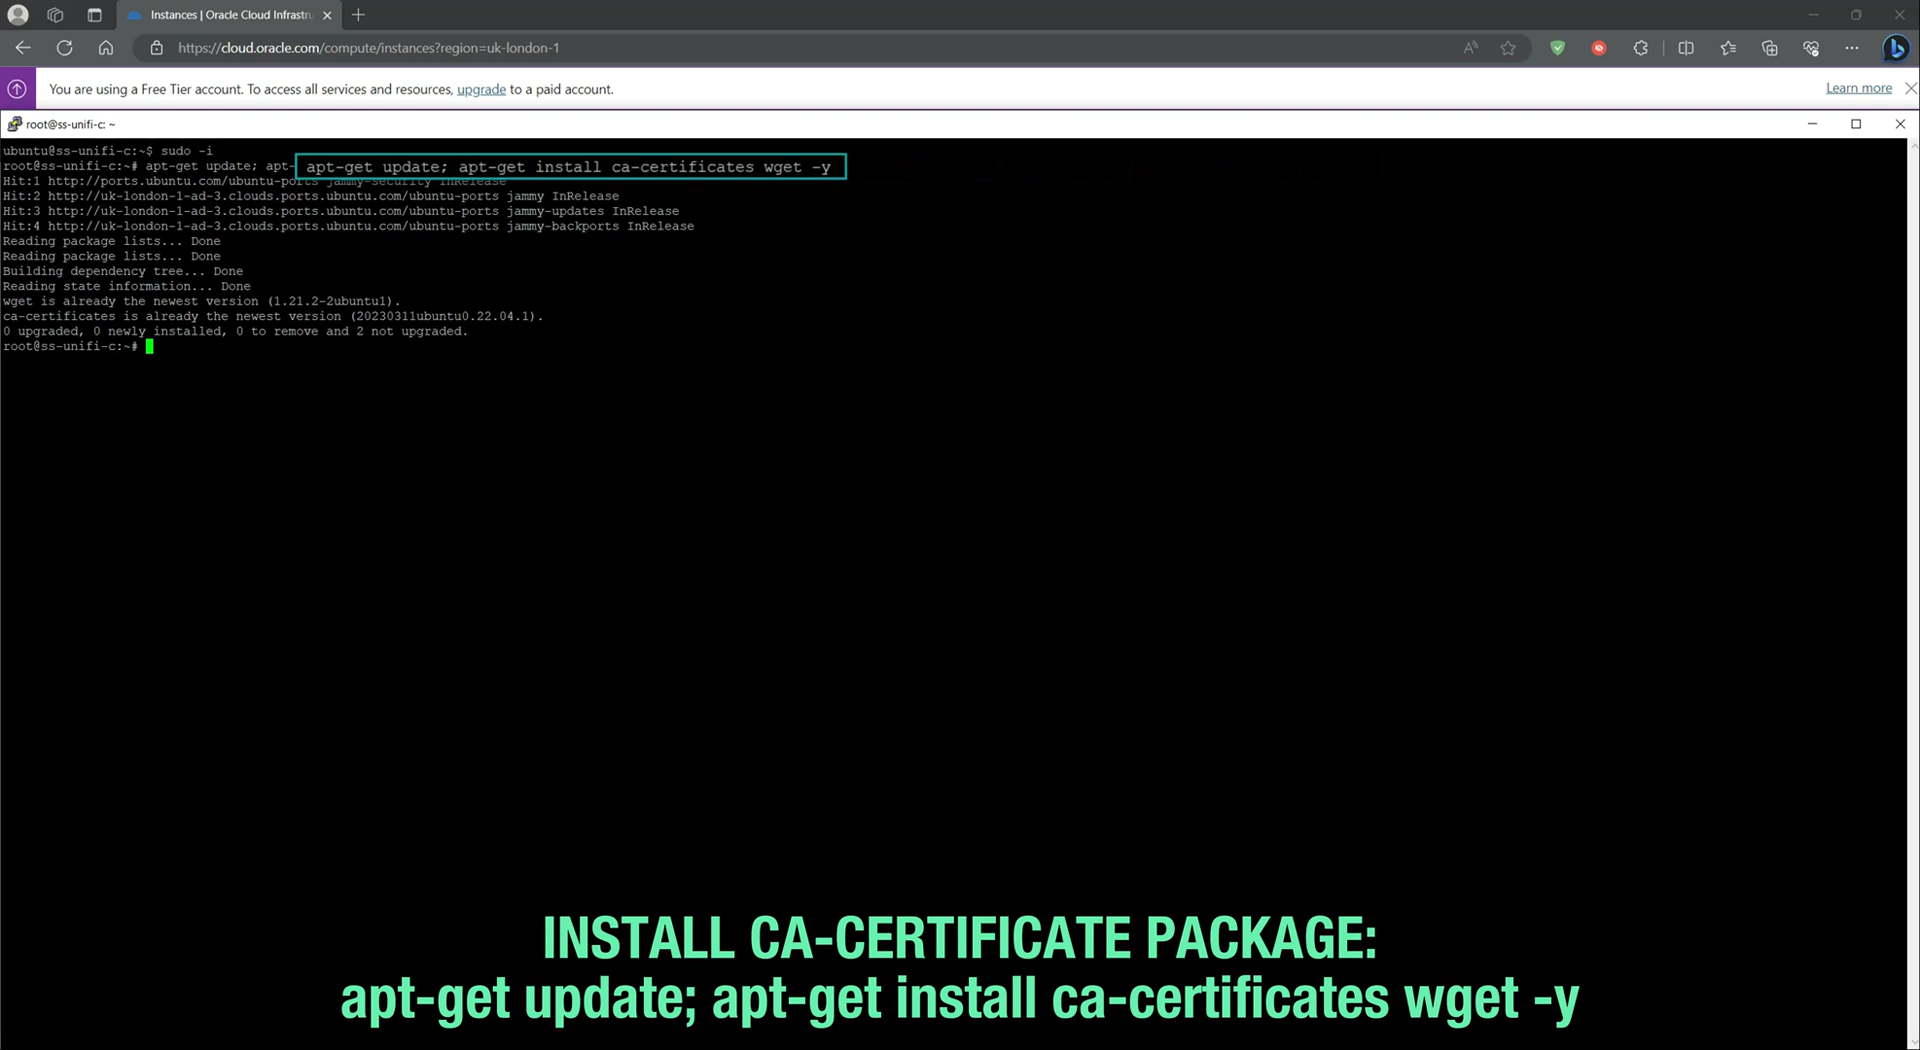 Instances | Oracle Cloud Infrastru
https://cloud.oracle.com/compute/instances?region=uk-london-1
You are using a Free Tier account. To access all services and resources, upgrade to a paid account.
Learn more
root@ss-unifi-c: ~
ubuntu@ss-unifi-c:~$ sudo -i
root@ss-unifi-c:~# apt-get update; apt-
apt-get update; apt-get install ca-certificates wget -y
Hit:1 http://ports.ubuntu.com/ubuntu-ports jammy-security InRelease
Hit:2 http://uk-london-1-ad-3.clouds.ports.ubuntu.com/ubuntu-ports jammy InRelease
Hit:3 http://uk-london-1-ad-3.clouds.ports.ubuntu.com/ubuntu-ports jammy-updates InRelease
Hit:4 http://uk-london-1-ad-3.clouds.ports.ubuntu.com/ubuntu-ports jammy-backports InRelease
Reading package lists... Done
Reading package lists... Done
Building dependency tree... Done
Reading state information... Done
wget is already the newest version (1.21.2-2ubuntu1).
ca-certificates is already the newest version (20230311ubuntu0.22.04.1).
0 upgraded, 0 newly installed, 0 to remove and 2 not upgraded.
root@ss-unifi-c:~#
INSTALL CA-CERTIFICATE PACKAGE:
apt-get update; apt-get install ca-certificates wget -y